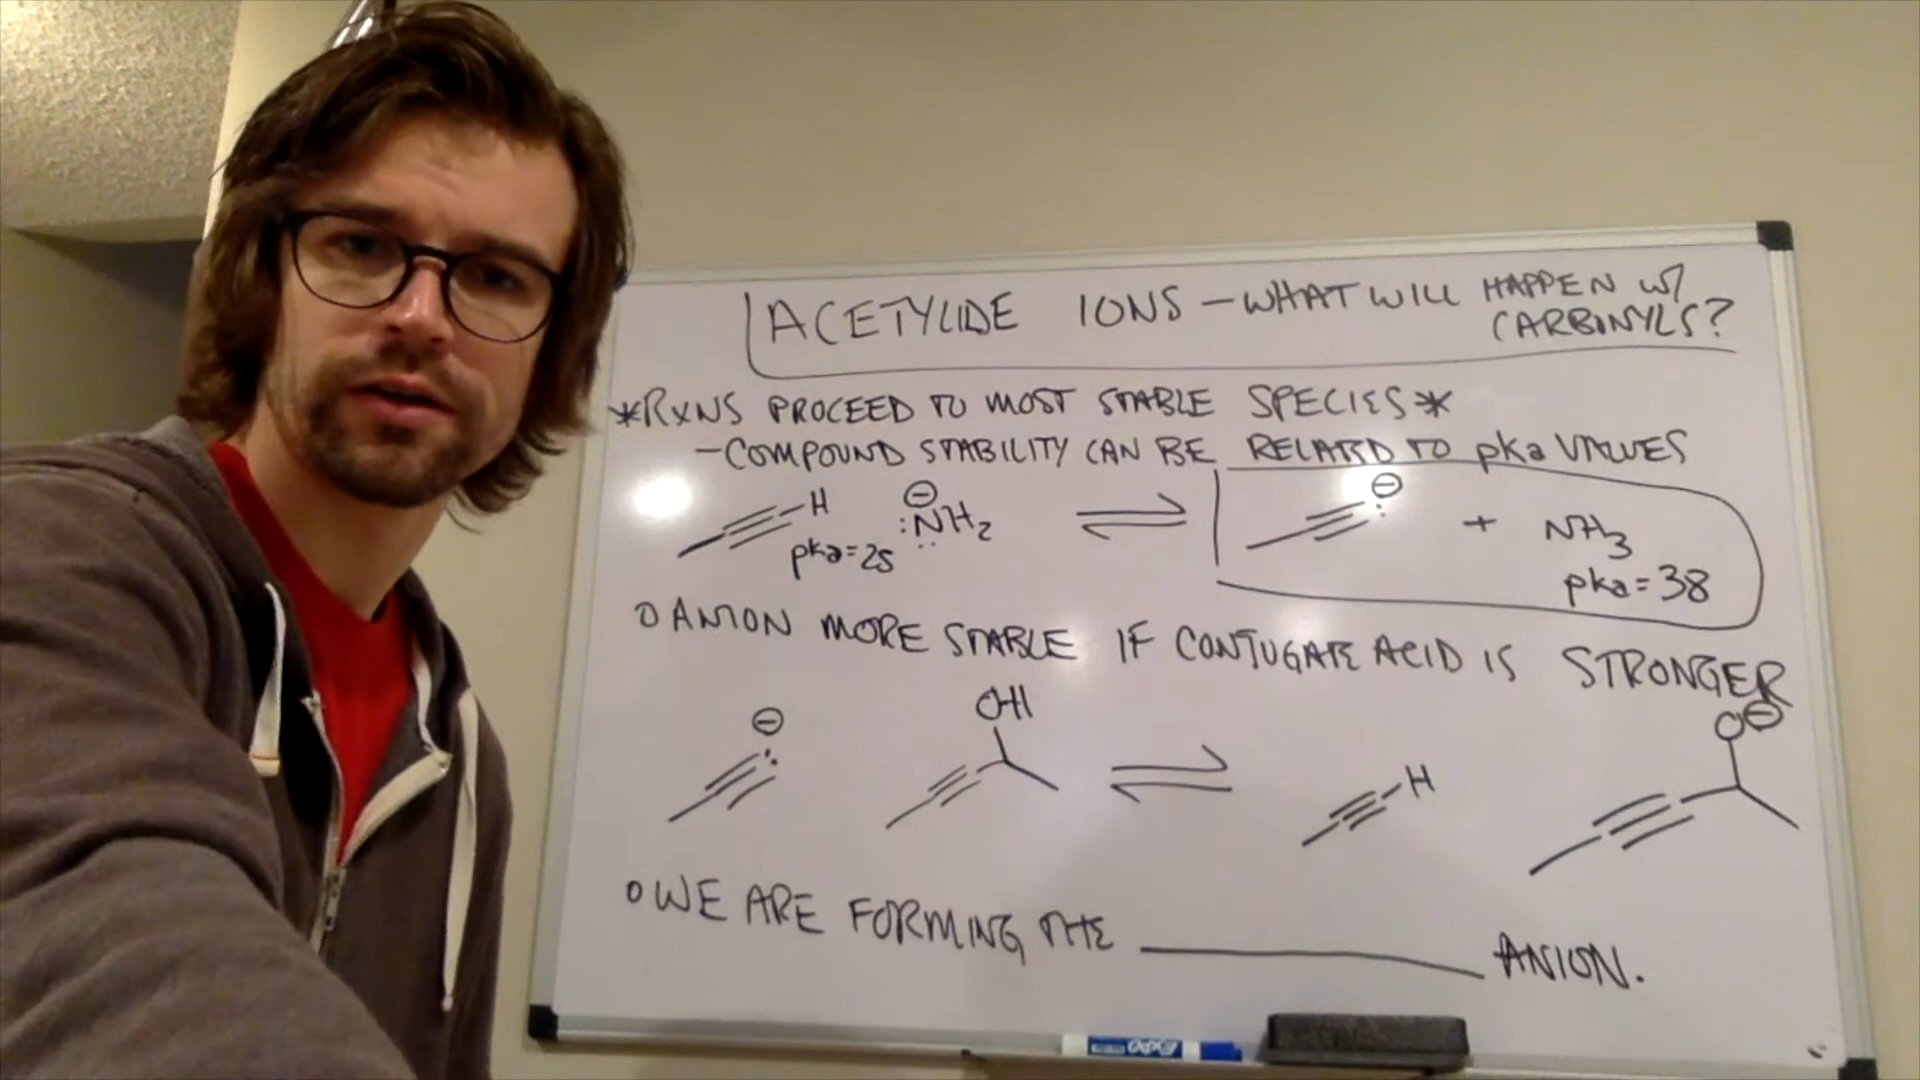 ACETYLIDE IONS - WHAT WILL HAPPEN W/
CARBONYLS?
*RXNS PROCEED TO MOST STABLE SPECIES*
- COMPOUND STABILITY CAN BE RELATED TO pka VALUES
H ⊖ :NH2 ⊖ + NH3
pka=25 pka=38
O ANION MORE STABLE IF CONJUGATE ACID IS STRONGER
⊖ OH H O⊖
O WE ARE FORMING THE __________ ANION.
EXPO